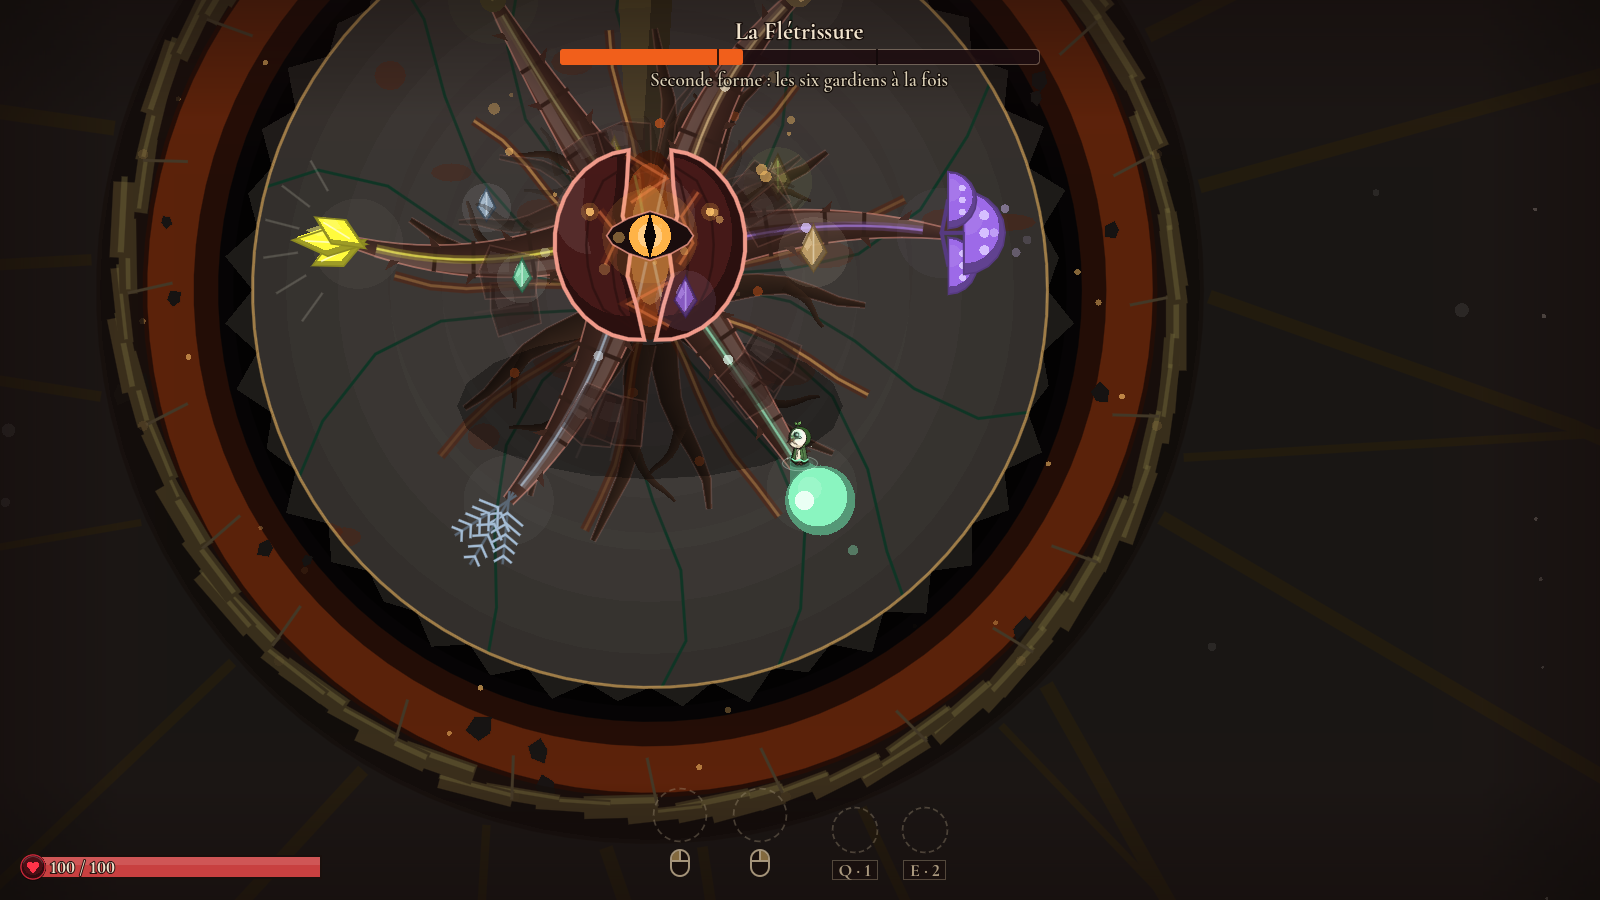 La Flétrissure
Seconde forme : les six gardiens à la fois
100 / 100
Q · 1
E · 2